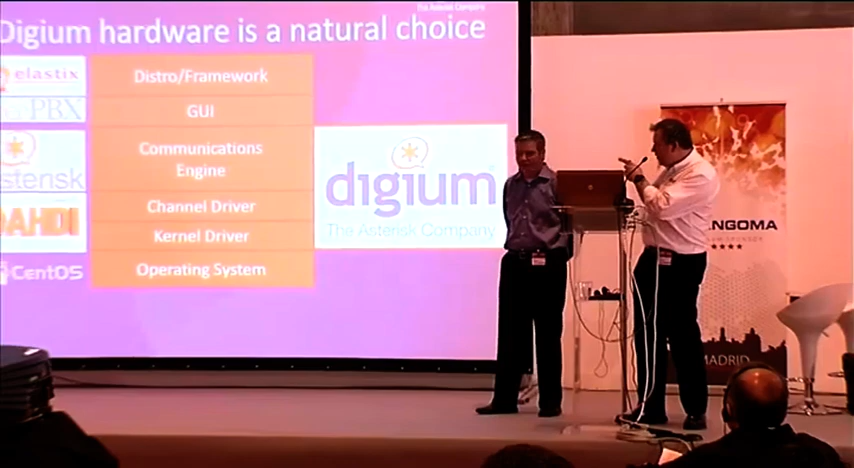 The Asterisk Company
Digium hardware is a natural choice
elastix
Distro/Framework
PBX
GUI
Communications
Engine
asterisk
digium
The Asterisk Company
Channel Driver
DAHDI
Kernel Driver
CentOS
Operating System
ANGOMA
MADRID